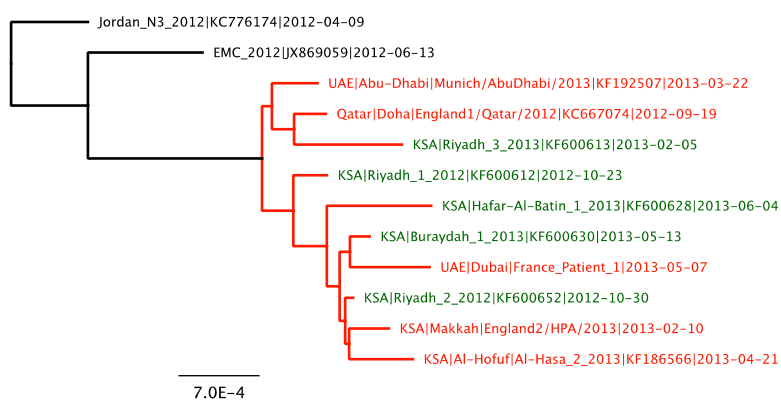 Jordan_N3_2012|KC776174|2012-04-09
EMC_2012|JX869059|2012-06-13
UAE|Abu-Dhabi|Munich/AbuDhabi/2013|KF192507|2013-03-22
Qatar|Doha|England1/Qatar/2012|KC667074|2012-09-19
KSA|Riyadh_3_2013|KF600613|2013-02-05
KSA|Riyadh_1_2012|KF600612|2012-10-23
KSA|Hafar-Al-Batin_1_2013|KF600628|2013-06-04
KSA|Buraydah_1_2013|KF600630|2013-05-13
UAE|Dubai|France_Patient_1|2013-05-07
KSA|Riyadh_2_2012|KF600652|2012-10-30
KSA|Makkah|England2/HPA/2013|2013-02-10
KSA|Al-Hofuf|Al-Hasa_2_2013|KF186566|2013-04-21
7.0E-4